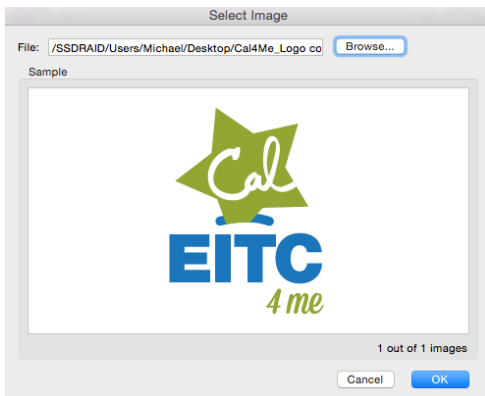 Select Image
File: /SSDRAID/Users/Michael/Desktop/Cal4Me_Logo co Browse...
Sample
Cal
EITC
4 me
1 out of 1 images
Cancel OK